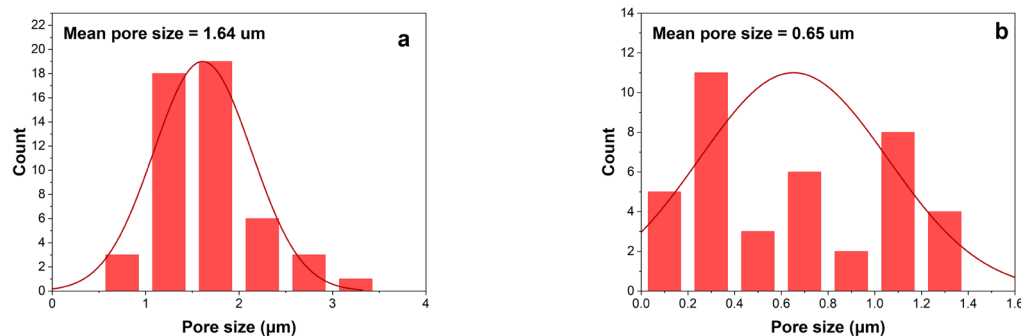 Mean pore size = 1.64 um
a
22
20
18
16
14
12
10
8
6
4
2
0
Count
0 1 2 3 4
Pore size (µm)
Mean pore size = 0.65 um
b
14
12
10
8
6
4
2
0
Count
0.0 0.2 0.4 0.6 0.8 1.0 1.2 1.4 1.6
Pore size (µm)